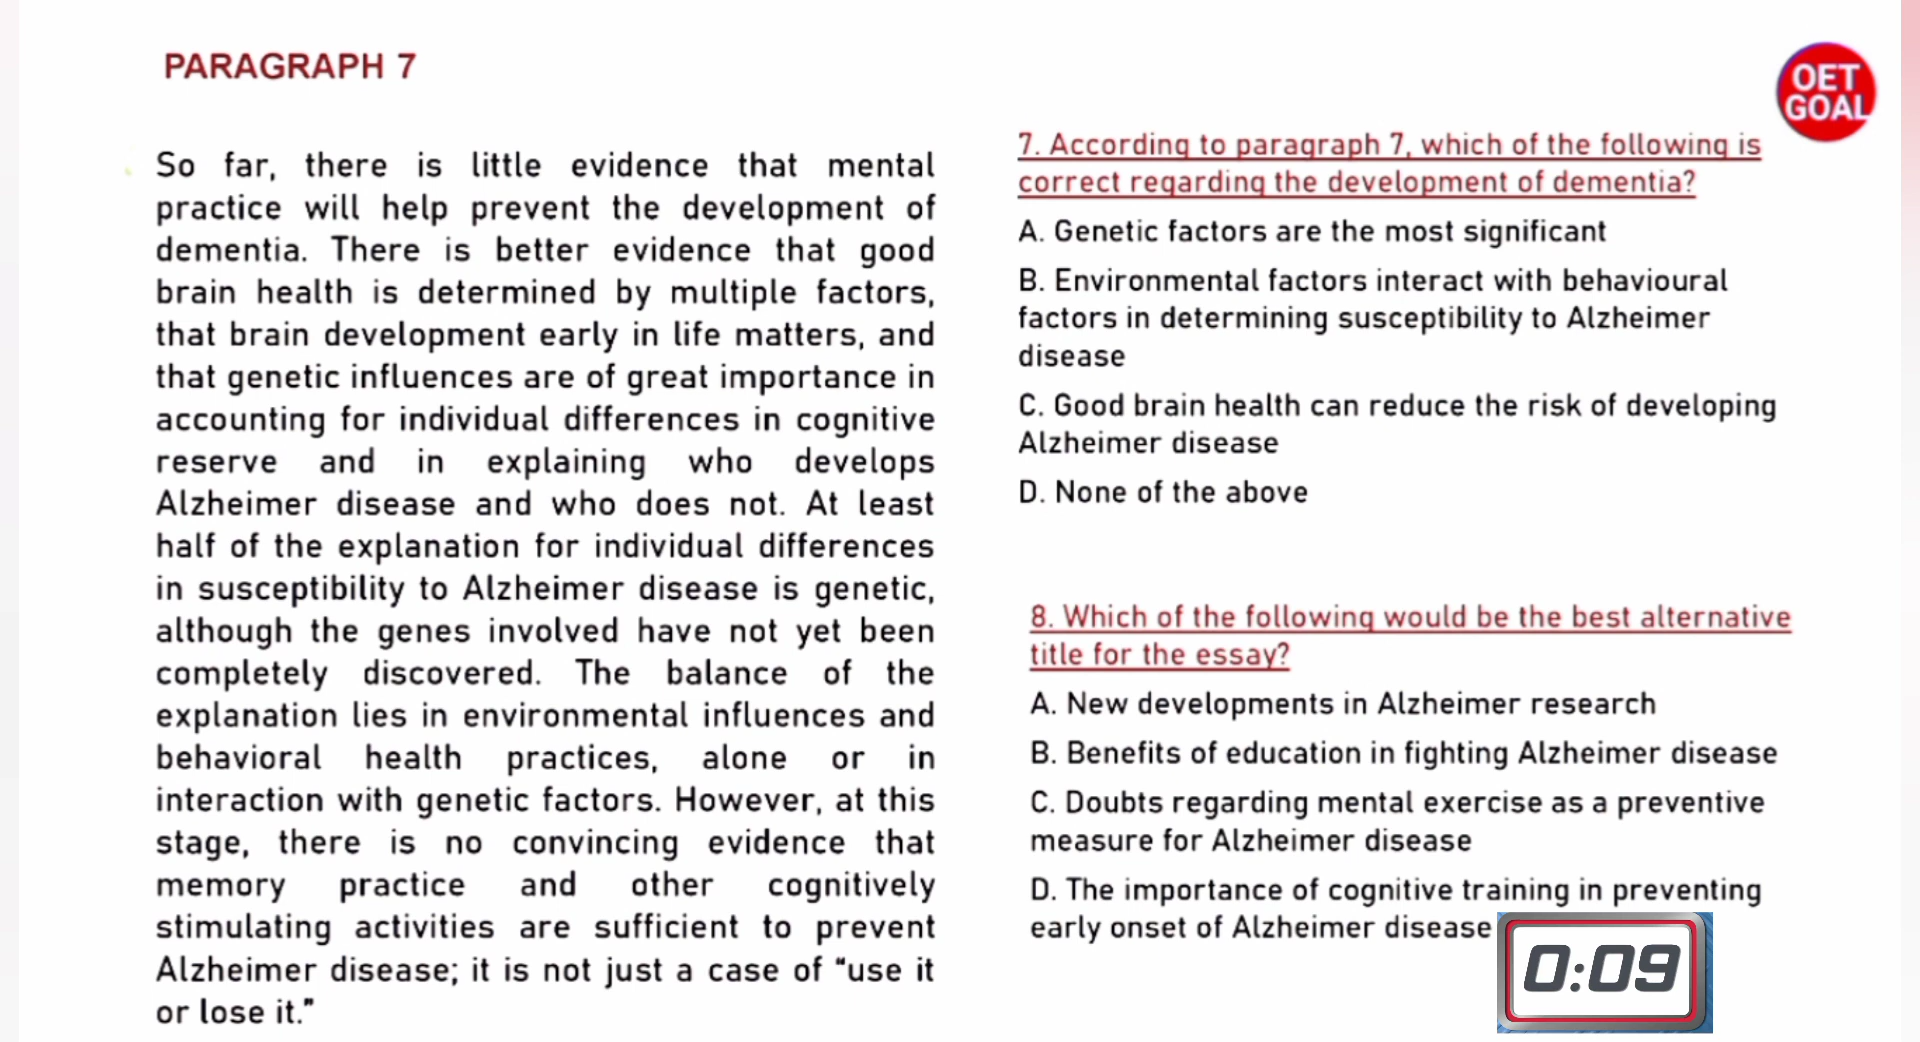 PARAGRAPH 7
So far, there is little evidence that mental
practice will help prevent the development of
dementia. There is better evidence that good
brain health is determined by multiple factors,
that brain development early in life matters, and
that genetic influences are of great importance in
accounting for individual differences in cognitive
reserve and in explaining who develops
Alzheimer disease and who does not. At least
half of the explanation for individual differences
in susceptibility to Alzheimer disease is genetic,
although the genes involved have not yet been
completely discovered. The balance of the
explanation lies in environmental influences and
behavioral health practices, alone or in
interaction with genetic factors. However, at this
stage, there is no convincing evidence that
memory practice and other cognitively
stimulating activities are sufficient to prevent
Alzheimer disease; it is not just a case of “use it
or lose it.”
OET
GOAL
7. According to paragraph 7, which of the following is
correct regarding the development of dementia?
A. Genetic factors are the most significant
B. Environmental factors interact with behavioural
factors in determining susceptibility to Alzheimer
disease
C. Good brain health can reduce the risk of developing
Alzheimer disease
D. None of the above
8. Which of the following would be the best alternative
title for the essay?
A. New developments in Alzheimer research
B. Benefits of education in fighting Alzheimer disease
C. Doubts regarding mental exercise as a preventive
measure for Alzheimer disease
D. The importance of cognitive training in preventing
early onset of Alzheimer disease
0:09